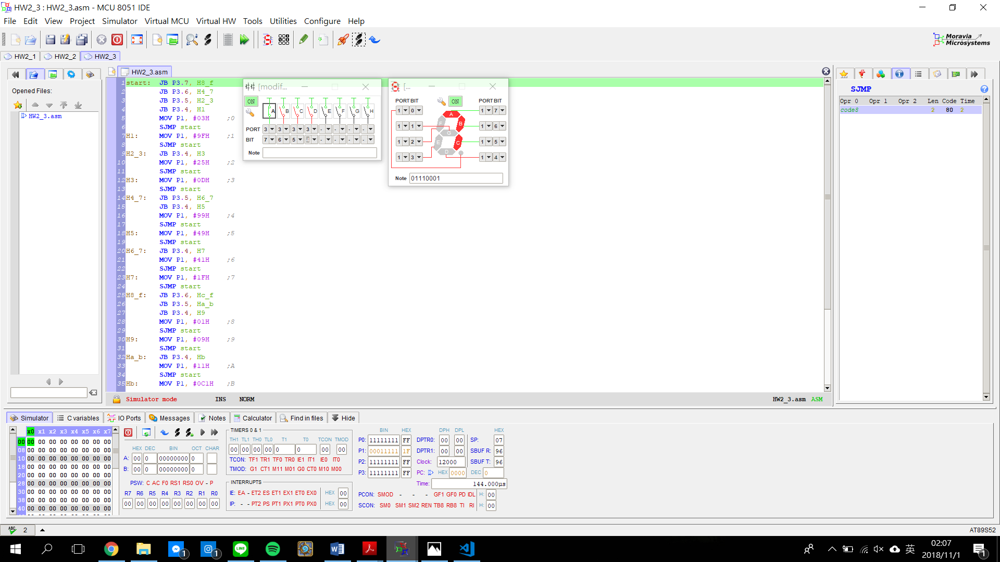 HW2_3 : HW2_3.asm - MCU 8051 IDE
File Edit View Project Simulator Virtual MCU Virtual HW Tools Utilities Configure Help
Moravia
Microsystems
HW2_1 HW2_2 HW2_3
HW2_3.asm
Opened Files:
HW2_3.asm
1 start: JB P3.7, H8_f
2 JB P3.6, H4_7
3 JB P3.5, H2_3
4 JB P3.4, H1
5 MOV P1, #03H ;0
6 SJMP start
7 H1: MOV P1, #9FH ;1
8 SJMP start
9 H2_3: JB P3.4, H3
10 MOV P1, #25H ;2
11 SJMP start
12 H3: MOV P1, #0DH ;3
13 SJMP start
14 H4_7: JB P3.5, H6_7
15 JB P3.4, H5
16 MOV P1, #99H ;4
17 SJMP start
18 H5: MOV P1, #49H ;5
19 SJMP start
20 H6_7: JB P3.4, H7
21 MOV P1, #41H ;6
22 SJMP start
23 H7: MOV P1, #1FH ;7
24 SJMP start
25 H8_f: JB P3.6, Hc_f
26 JB P3.5, Ha_b
27 JB P3.4, H9
28 MOV P1, #01H ;8
29 SJMP start
30 H9: MOV P1, #09H ;9
31 SJMP start
32 Ha_b: JB P3.4, Hb
33 MOV P1, #11H ;A
34 SJMP start
35 Hb: MOV P1, #0C1H ;B
[modif...
ON
A B C D E F G H
PORT 3 3 3 3 - - - -
BIT 7 6 5 4 - - - -
Note
[...
PORT BIT ON PORT BIT
1 0 A 1 7
F B
1 1 1 6
G
1 2 E C 1 5
D
1 3 1 4
Note 01110001
SJMP
Opr 0 Opr 1 Opr 2 Len Code Time
code8 2 80 2
Simulator mode INS NORM HW2_3.asm ASM
Simulator C variables IO Ports Messages Notes Calculator Find in files Hide
x0 x1 x2 x3 x4 x5 x6 x7
00 00 00 00 00 00 00 00 00
08 00 00 00 00 00 00 00 00
10 00 00 00 00 00 00 00 00
18 00 00 00 00 00 00 00 00
20 00 00 00 00 00 00 00 00
28 00 00 00 00 00 00 00 00
30 00 00 00 00 00 00 00 00
38 00 00 00 00 00 00 00 00
40 00 00 00 00 00 00 00 00
HEX DEC BIN OCT CHAR
A: 00 0 00000000 0
B: 00 0 00000000 0
PSW: C AC F0 RS1 RS0 OV - P
R7 R6 R5 R4 R3 R2 R1 R0
00 00 00 00 00 00 00 00
TIMERS 0 & 1
TH1 TL1 TH0 TL0 T1 T0 TCON TMOD
00 00 00 00 0 0 00 00
TCON: TF1 TR1 TF0 TR0 IE1 IT1 IE0 IT0
TMOD: G1 CT1 M11 M01 G0 CT0 M10 M00
INTERRUPTS
IE: EA - ET2 ES ET1 EX1 ET0 EX0 HEX 00
IP: - - PT2 PS PT1 PX1 PT0 PX0 HEX 00
BIN HEX
P0: 11111111 FF
P1: 00011111 1F
P2: 11111111 FF
P3: 11111111 FF
DPH DPL HEX
DPTR0: 00 00 SP: 07
DPTR1: 00 00 SBUF R: 96
Clock: 12000 SBUF T: 96
PC: HEX 0000 DEC 0
Time: 144.000µs
PCON: SMOD - - - GF1 GF0 PD IDL H: 00
SCON: SM0 SM1 SM2 REN TB8 RB8 TI RI H: 00
ABC 2 AT89S52
1 1 LINE 英 02:07
2018/11/1 1